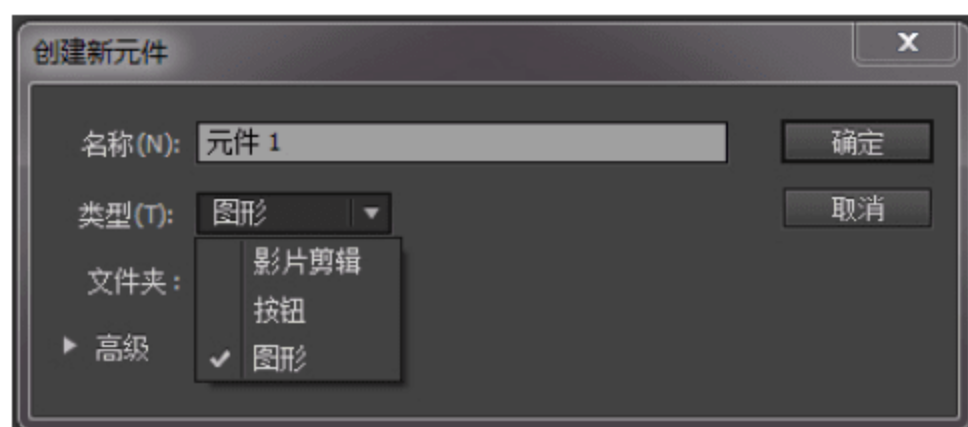 创建新元件
名称(N): 元件 1 确定
类型(T): 图形 取消
影片剪辑
文件夹:
按钮
高级
图形